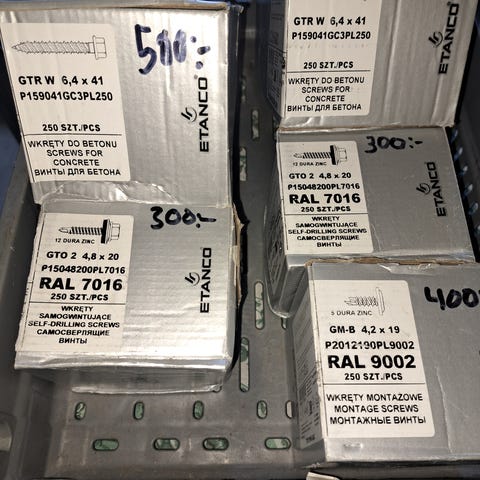 GTR W 6,4 x 41
P159041GC3PL250
250 SZT./PCS
WKRĘTY DO BETONU
SCREWS FOR
CONCRETE
ВИНТЫ ДЛЯ БЕТОНА
500:-
ETANCO
GTR W 6,4 x 41
P159041GC3PL250
250 SZT./PCS
WKRĘTY DO BETONU
SCREWS FOR CONCRETE
ВИНТЫ ДЛЯ БЕТОНА
ETANCO
12 DURA ZINC
GTO 2 4,8 x 20
P15048200PL7016
RAL 7016
250 SZT./PCS
WKRĘTY
SAMOGWINTUJĄCE
SELF-DRILLING SCREWS
САМОСВЕРЛЯЩИЕ
ВИНТЫ
300:-
ETANCO
12 DURA ZINC
GTO 2 4,8 x 20
P15048200PL7016
RAL 7016
250 SZT./PCS
WKRĘTY
SAMOGWINTUJĄCE
SELF-DRILLING SCREWS
САМОСВЕРЛЯЩИЕ
ВИНТЫ
300:-
ETANCO
5 DURA ZINC
GM-B 4,2 x 19
P2012190PL9002
RAL 9002
250 SZT./PCS
WKRĘTY MONTAŻOWE
MONTAGE SCREWS
МОНТАЖНЫЕ ВИНТЫ
400